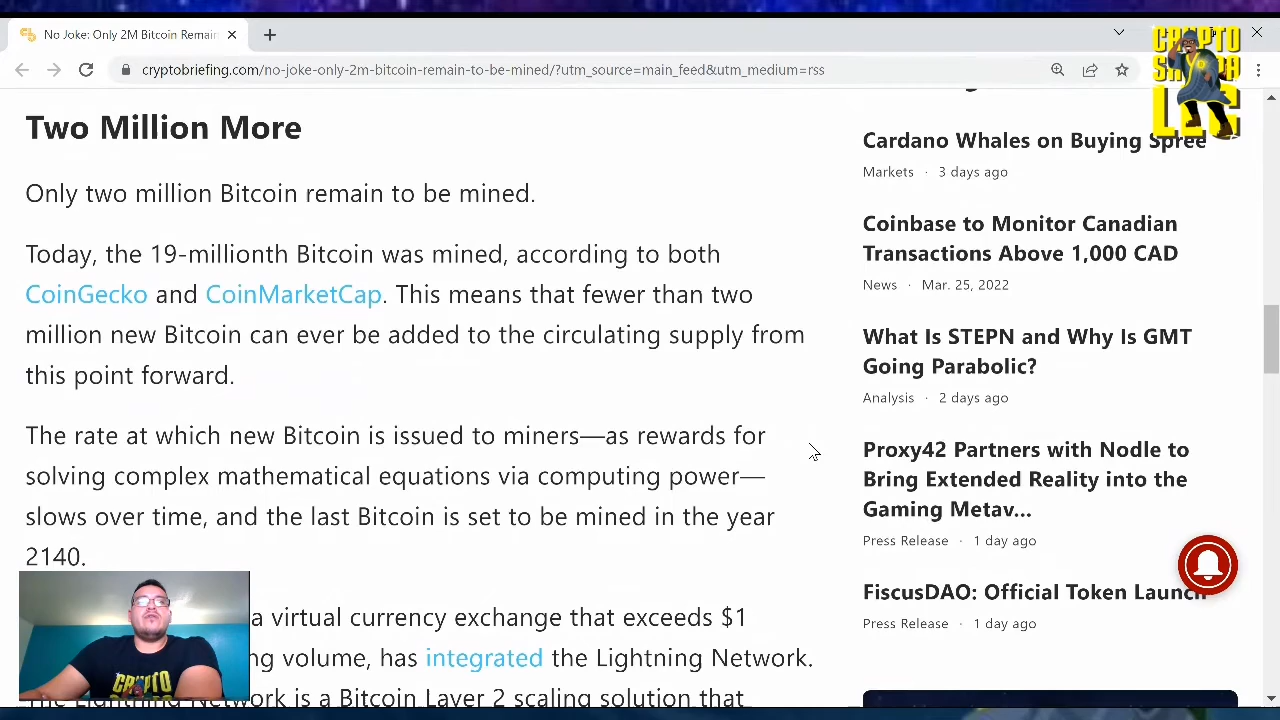 No Joke: Only 2M Bitcoin Remain
cryptobriefing.com/no-joke-only-2m-bitcoin-remain-to-be-mined/?utm_source=main_feed&utm_medium=rss
CRYPTO
LEO
Two Million More
Only two million Bitcoin remain to be mined.
Today, the 19-millionth Bitcoin was mined, according to both
CoinGecko and CoinMarketCap. This means that fewer than two
million new Bitcoin can ever be added to the circulating supply from
this point forward.
The rate at which new Bitcoin is issued to miners—as rewards for
solving complex mathematical equations via computing power—
slows over time, and the last Bitcoin is set to be mined in the year
2140.
a virtual currency exchange that exceeds $1
ng volume, has integrated the Lightning Network.
The Lightning Network is a Bitcoin Layer 2 scaling solution that
Cardano Whales on Buying Spree
Markets · 3 days ago
Coinbase to Monitor Canadian
Transactions Above 1,000 CAD
News · Mar. 25, 2022
What Is STEPN and Why Is GMT
Going Parabolic?
Analysis · 2 days ago
Proxy42 Partners with Nodle to
Bring Extended Reality into the
Gaming Metav...
Press Release · 1 day ago
FiscusDAO: Official Token Launch
Press Release · 1 day ago
CRYPTO